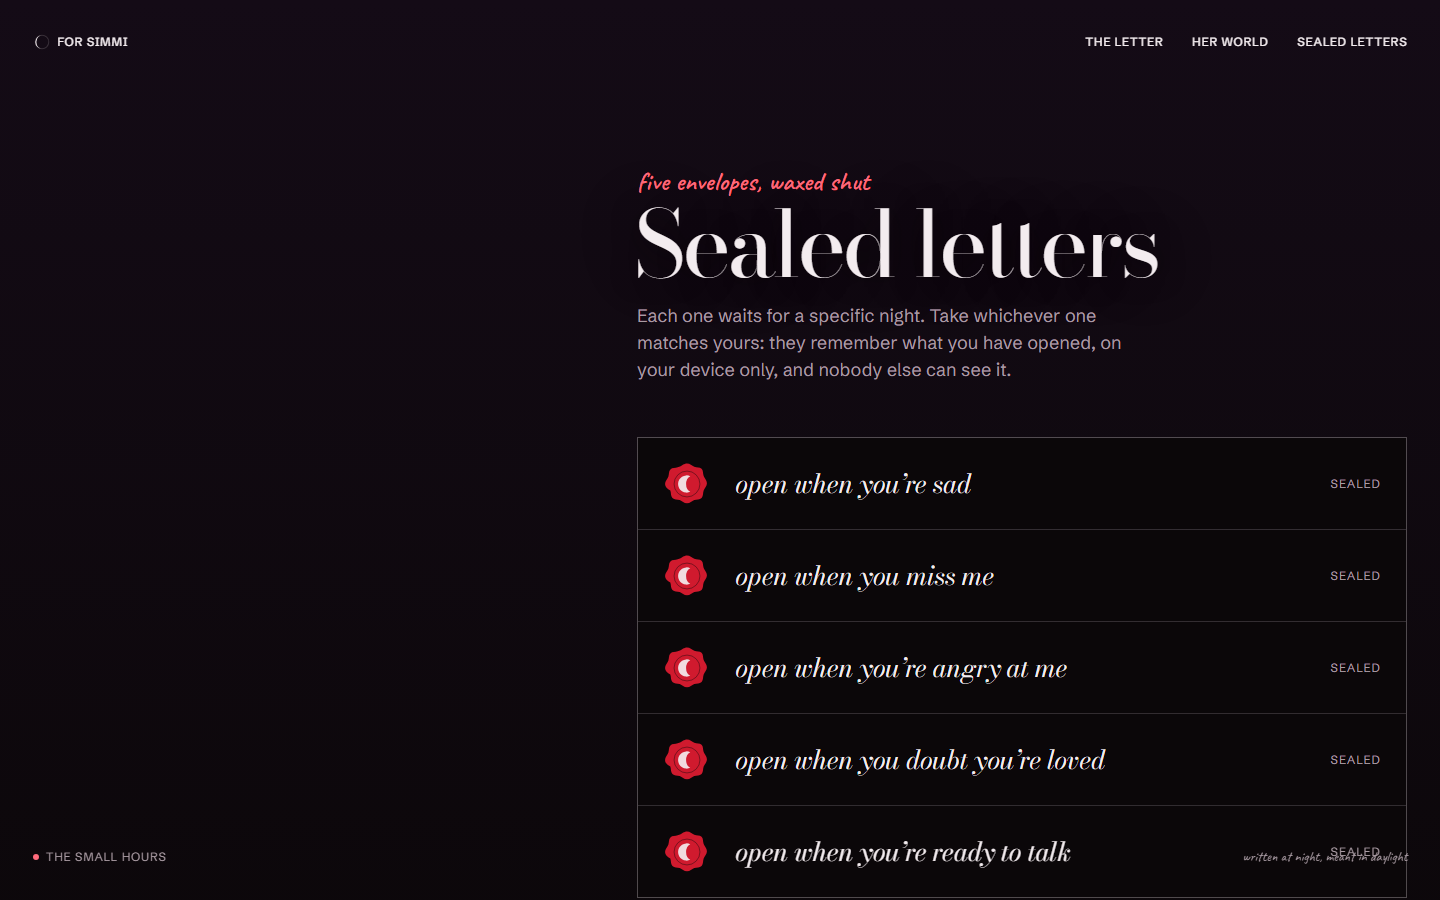 FOR SIMMI
THE LETTER
HER WORLD
SEALED LETTERS
five envelopes, waxed shut
Sealed letters
Each one waits for a specific night. Take whichever one
matches yours: they remember what you have opened, on
your device only, and nobody else can see it.
open when you’re sad
SEALED
open when you miss me
SEALED
open when you’re angry at me
SEALED
open when you doubt you’re loved
SEALED
open when you’re ready to talk
SEALED
THE SMALL HOURS
written at night, meant in daylight